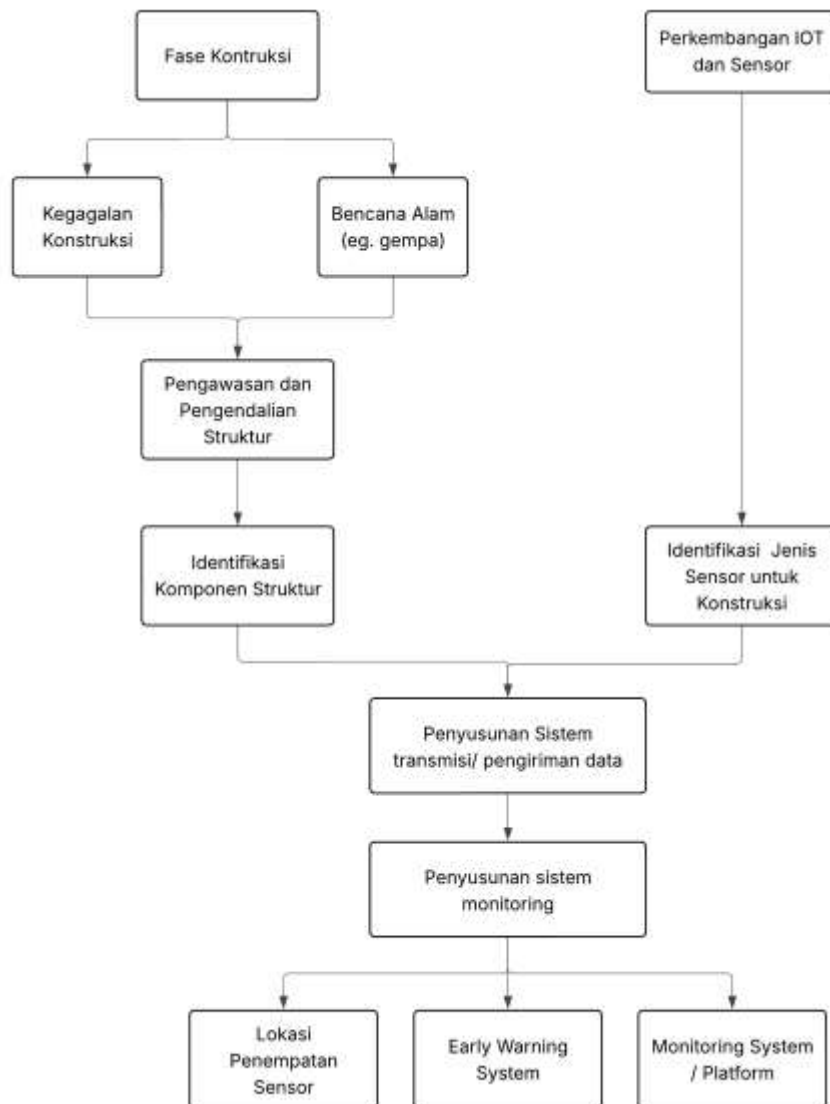 Fase Kontruksi
Perkembangan IOT
dan Sensor
Kegagalan
Konstruksi
Bencana Alam
(eg. gempa)
Pengawasan dan
Pengendalian
Struktur
Identifikasi
Komponen Struktur
Identifikasi Jenis
Sensor untuk
Konstruksi
Penyusunan Sistem
transmisi/ pengiriman data
Penyusunan sistem
monitoring
Lokasi
Penempatan
Sensor
Early Warning
System
Monitoring System
/ Platform